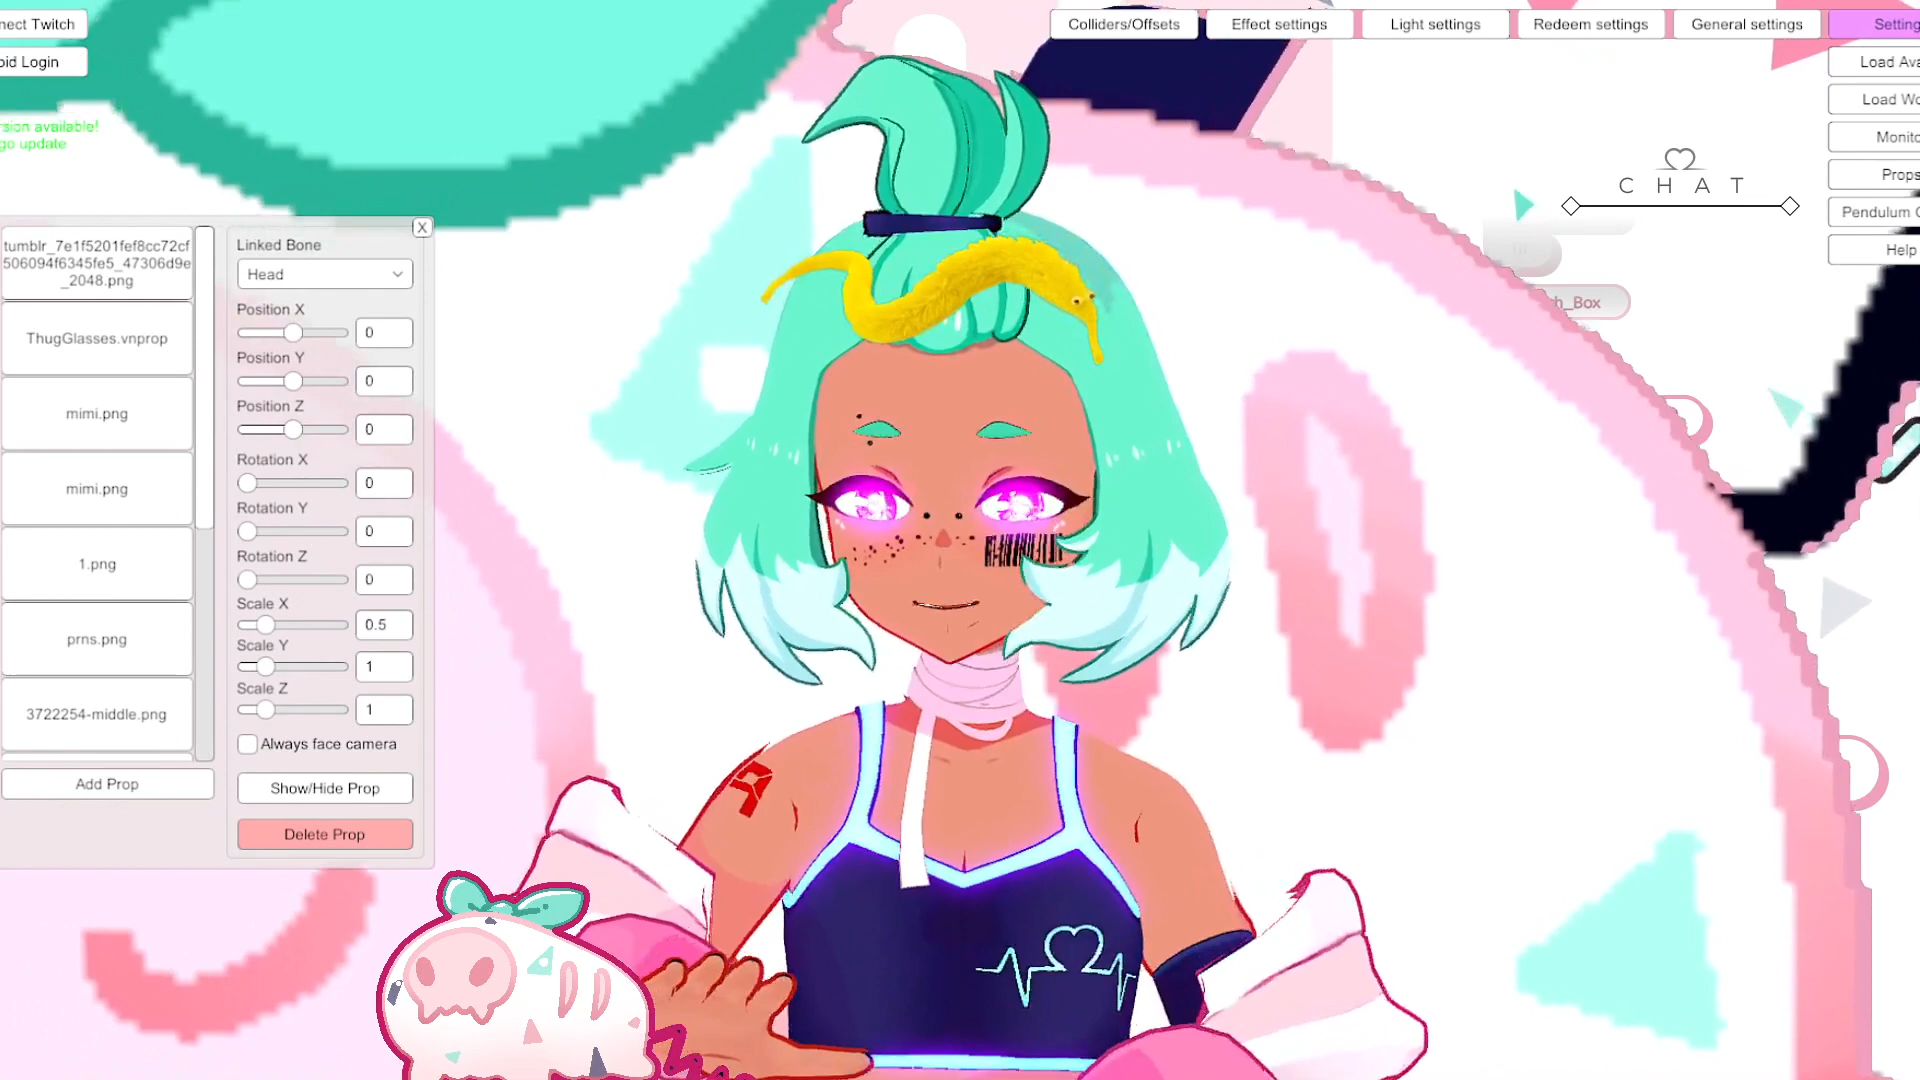 nect Twitch
oid Login
rsion available!
go update
Colliders/Offsets
Effect settings
Light settings
Redeem settings
General settings
Setting
Load Ava
Load Wo
Monito
Props
Pendulum C
Help
CHAT
h_Box
X
tumblr_7e1f5201fef8cc72cf
506094f6345fe5_47306d9e
_2048.png
ThugGlasses.vnprop
mimi.png
mimi.png
1.png
prns.png
3722254-middle.png
Add Prop
Linked Bone
Head
Position X
0
Position Y
0
Position Z
0
Rotation X
0
Rotation Y
0
Rotation Z
0
Scale X
0.5
Scale Y
1
Scale Z
1
Always face camera
Show/Hide Prop
Delete Prop